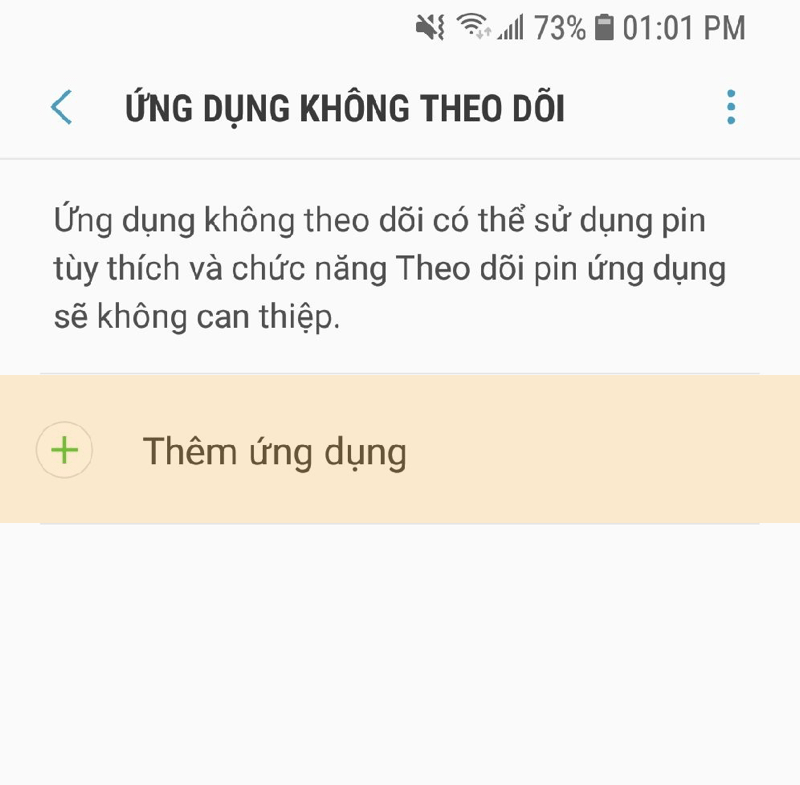 73% 01:01 PM
ỨNG DỤNG KHÔNG THEO DÕI
Ứng dụng không theo dõi có thể sử dụng pin
tùy thích và chức năng Theo dõi pin ứng dụng
sẽ không can thiệp.
Thêm ứng dụng